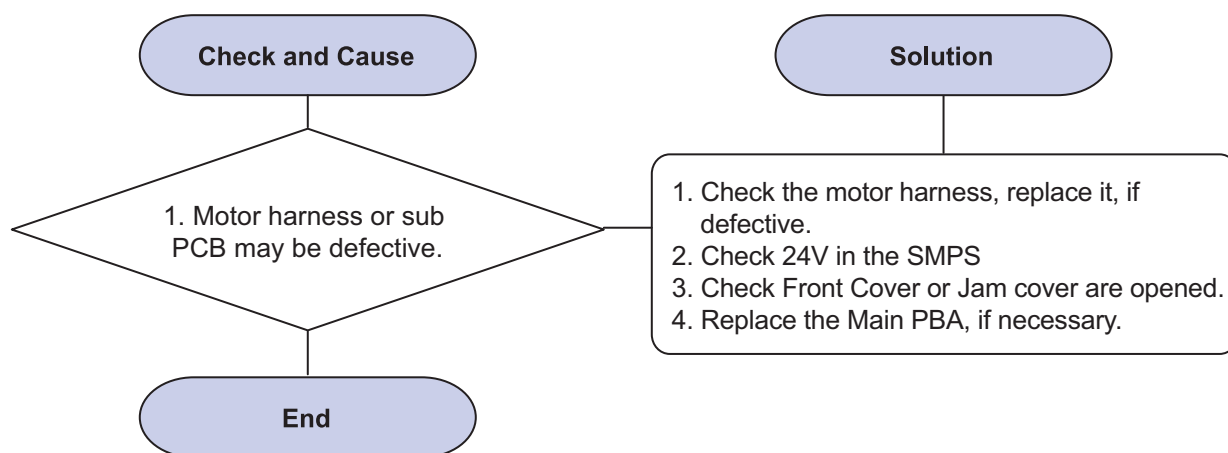 Check and Cause
1. Motor harness or sub
PCB may be defective.
End
Solution
1. Check the motor harness, replace it, if
defective.
2. Check 24V in the SMPS
3. Check Front Cover or Jam cover are opened.
4. Replace the Main PBA, if necessary.